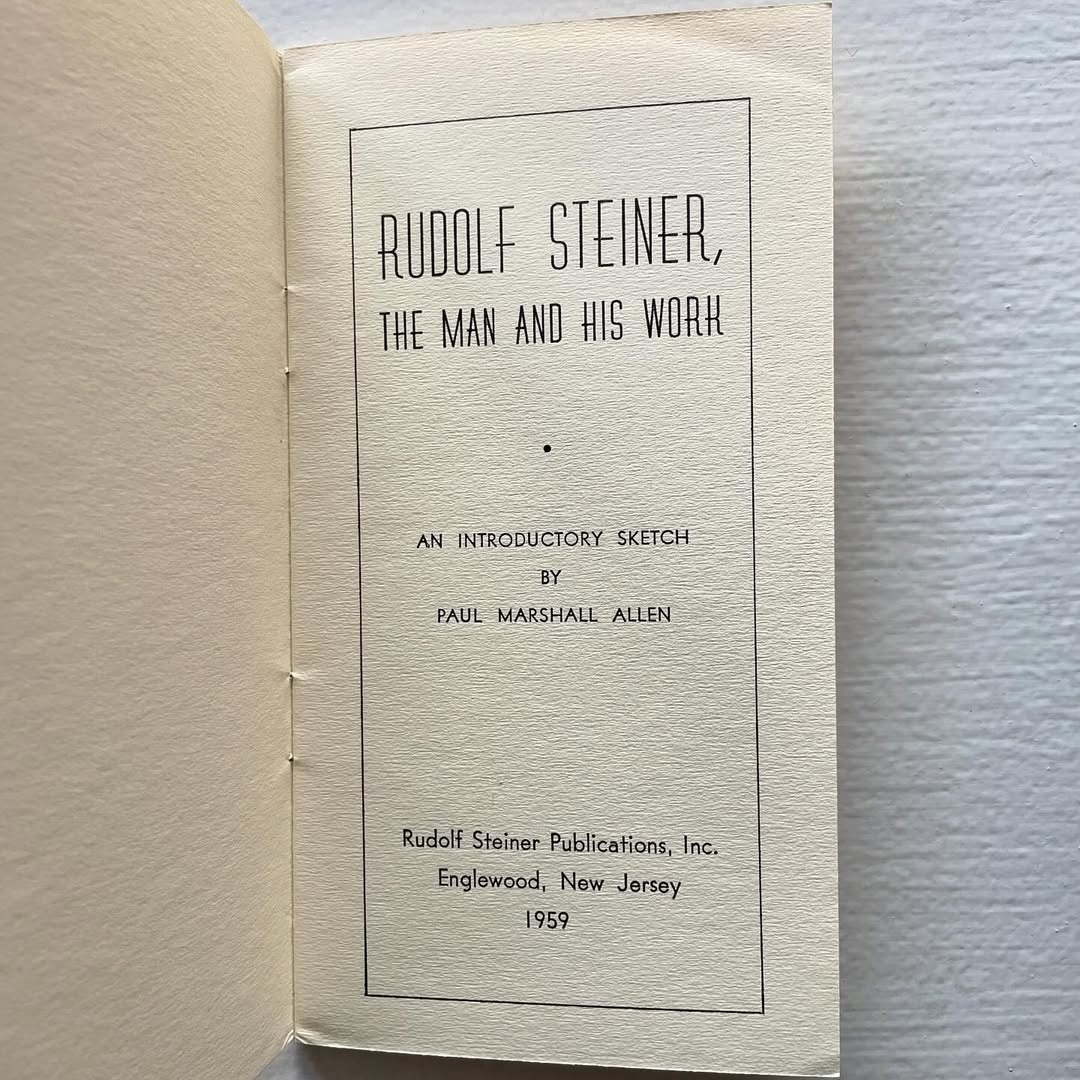 RUDOLF STEINER,
THE MAN AND HIS WORK
•
AN INTRODUCTORY SKETCH
BY
PAUL MARSHALL ALLEN
Rudolf Steiner Publications, Inc.
Englewood, New Jersey
1959